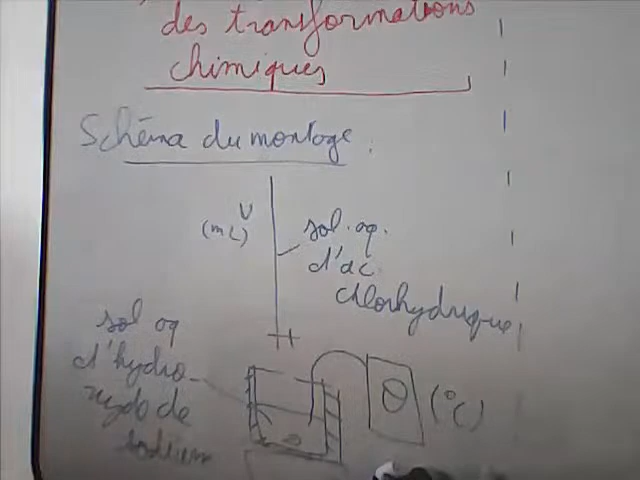 des transformations
chimiques
Schéma du montage :
V
(mL)
sol. aq.
d'ac.
chlorhydrique
sol aq
d'hydro-
xyde de
sodium
θ (°C)